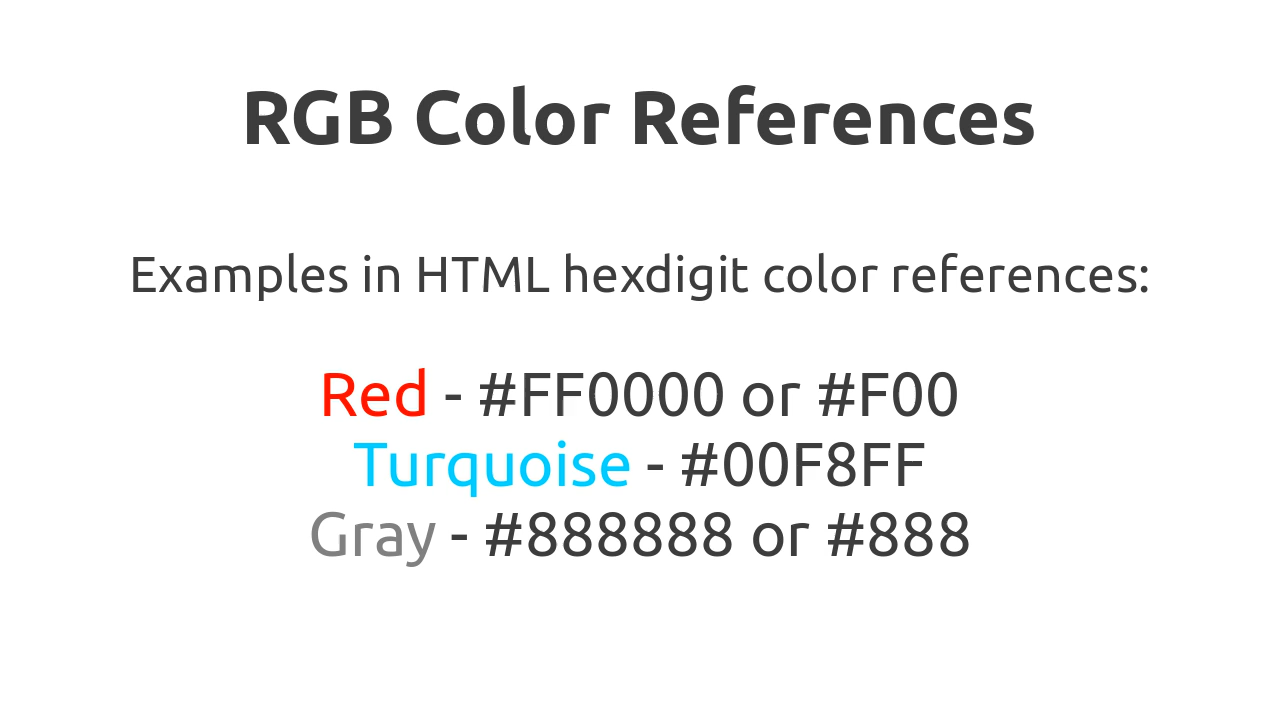 RGB Color References
Examples in HTML hexdigit color references:
Red - #FF0000 or #F00
Turquoise - #00F8FF
Gray - #888888 or #888